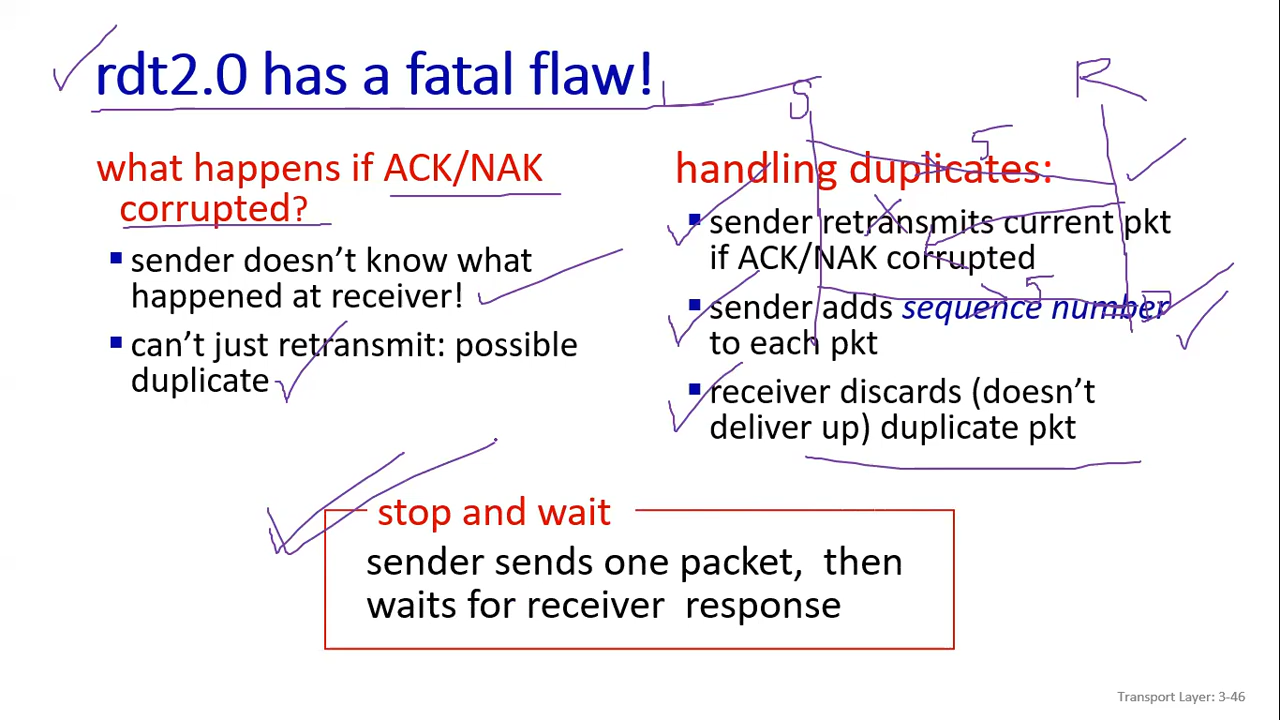 rdt2.0 has a fatal flaw!
S
R
what happens if ACK/NAK
corrupted?
▪ sender doesn't know what
happened at receiver!
▪ can't just retransmit: possible
duplicate
5
handling duplicates:
▪ sender retransmits current pkt
if ACK/NAK corrupted
5
▪ sender adds sequence number
to each pkt
▪ receiver discards (doesn't
deliver up) duplicate pkt
stop and wait
sender sends one packet, then
waits for receiver response
Transport Layer: 3-46